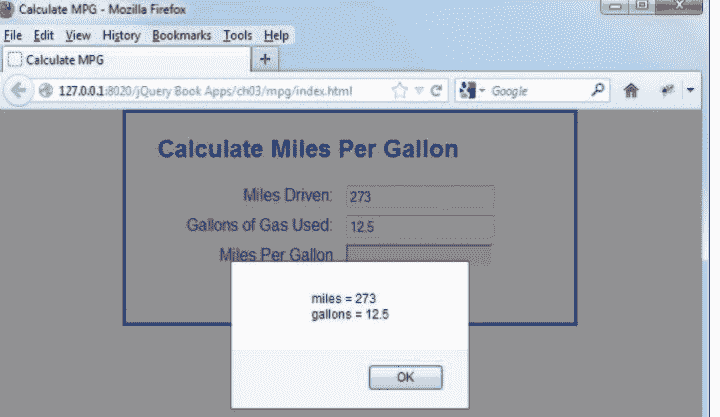 Calculate MPG - Mozilla Firefox
File Edit View History Bookmarks Tools Help
Calculate MPG +
127.0.0.1:8020/jQuery Book Apps/ch03/mpg/index.html Google
Calculate Miles Per Gallon
Miles Driven: 273
Gallons of Gas Used: 12.5
Miles Per Gallon
miles = 273
gallons = 12.5
OK